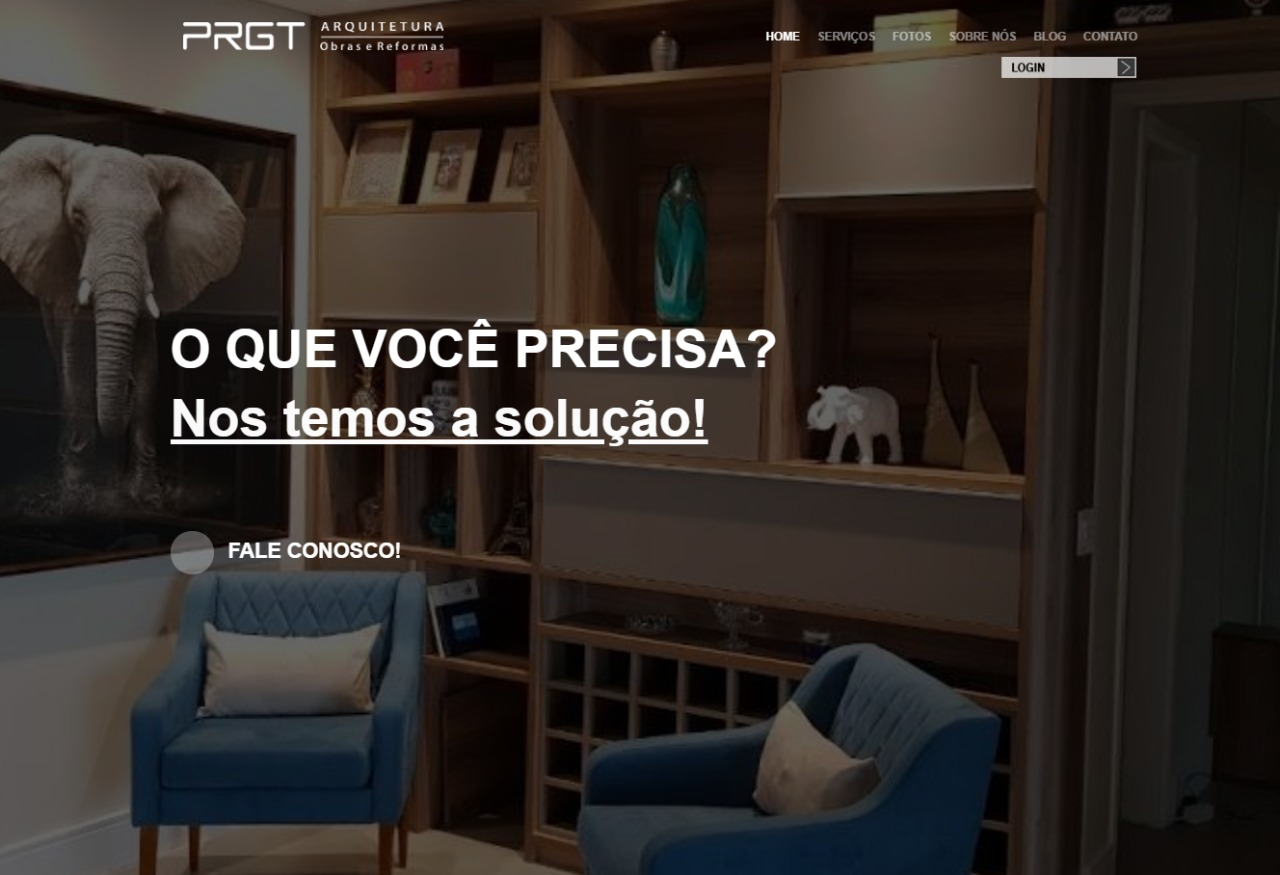 PRGT ARQUITETURA
Obras e Reformas
HOME SERVIÇOS FOTOS SOBRE NÓS BLOG CONTATO
LOGIN
O QUE VOCÊ PRECISA?
Nos temos a solução!
FALE CONOSCO!